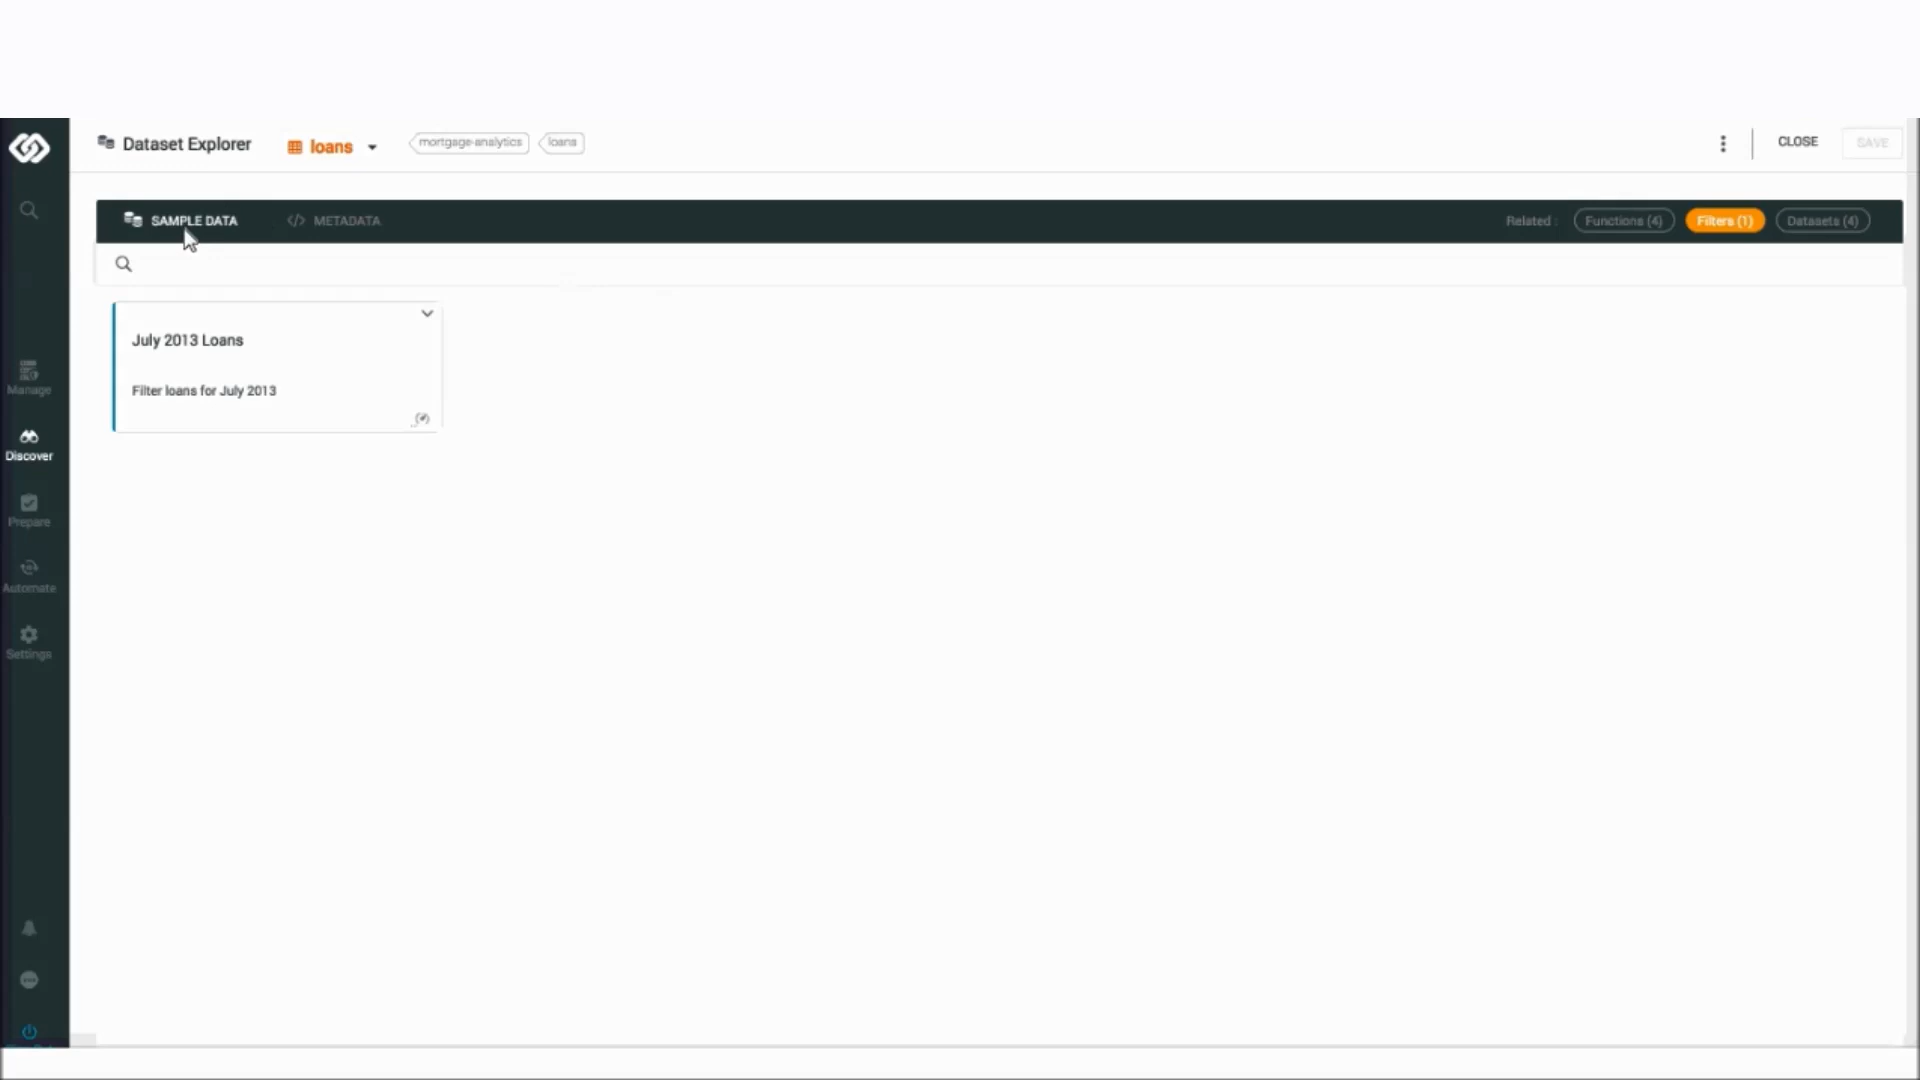 Dataset Explorer
loans
mortgage-analytics
loans
CLOSE
SAVE
SAMPLE DATA
METADATA
Related :
Functions (4)
Filters (1)
Datasets (4)
July 2013 Loans
Filter loans for July 2013
Manage
Discover
Prepare
Automate
Settings